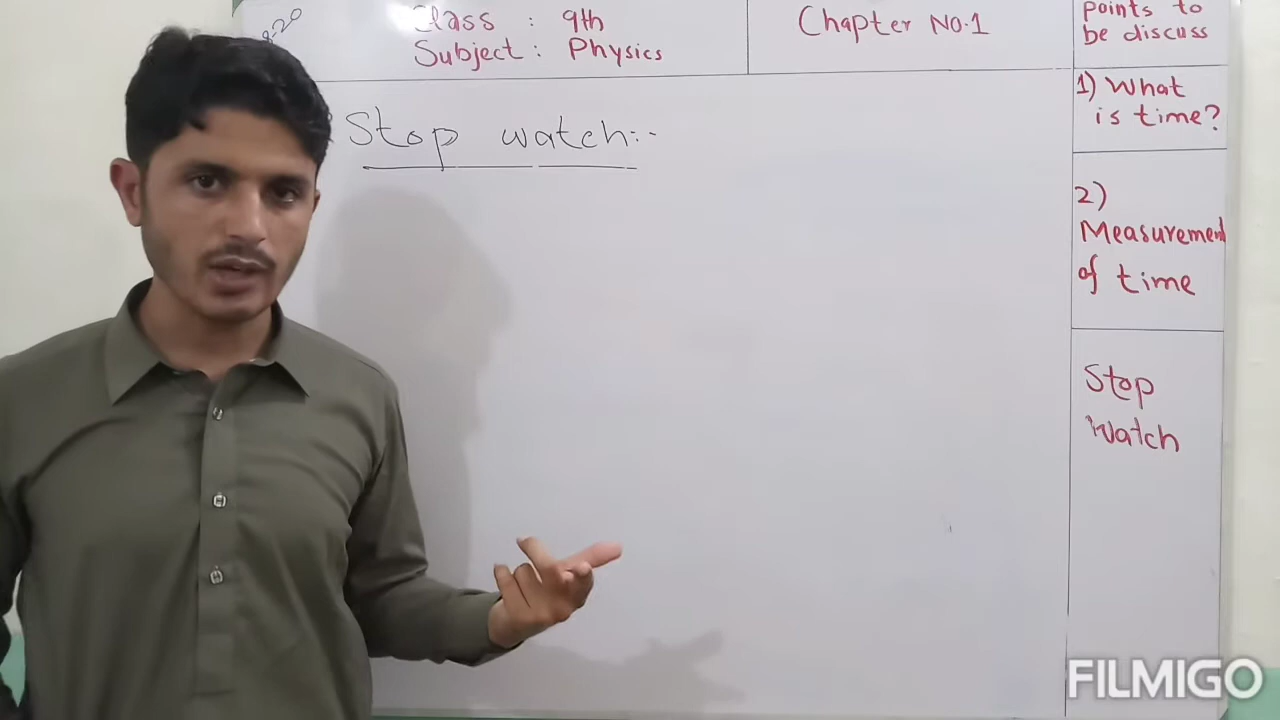 Class : 9th
Subject : Physics
Chapter No.1
points to
be discuss
1) What
is time?
2)
Measurement
of time
Stop
Watch
Stop watch:-
FILMIGO